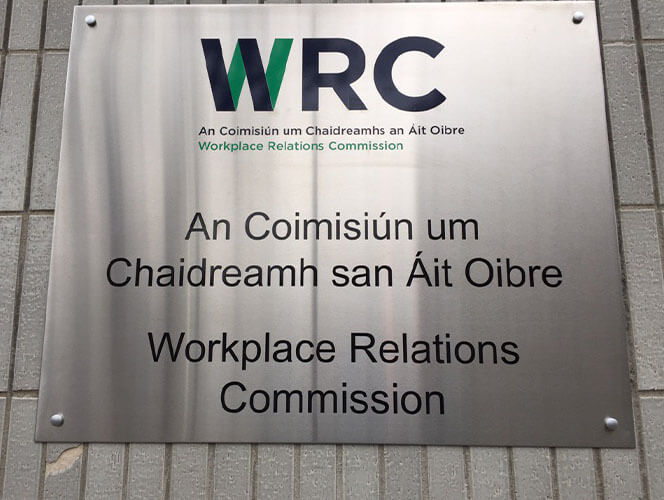 WRC
An Coimisiún um Chaidreamhs an Áit Oibre
Workplace Relations Commission
An Coimisiún um
Chaidreamh san Áit Oibre
Workplace Relations
Commission